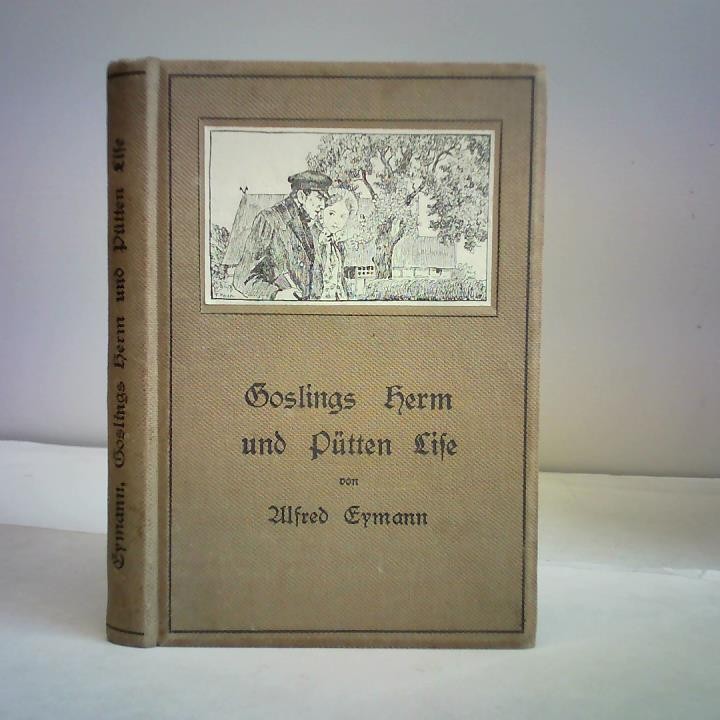 Eymann, Goslings Herm und Pütten Lise
Goslings Herm
und Pütten Lise
von
Alfred Eymann